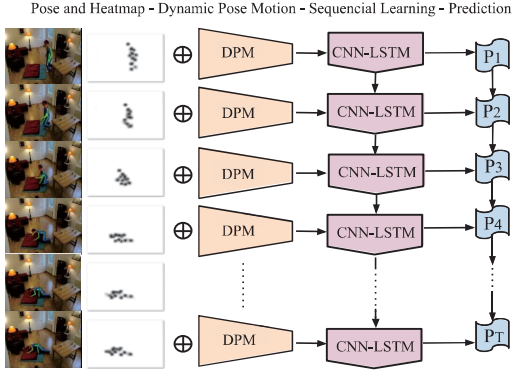 Pose and Heatmap - Dynamic Pose Motion - Sequencial Learning - Prediction
DPM CNN-LSTM P1
DPM CNN-LSTM P2
DPM CNN-LSTM P3
DPM CNN-LSTM P4
DPM CNN-LSTM PT